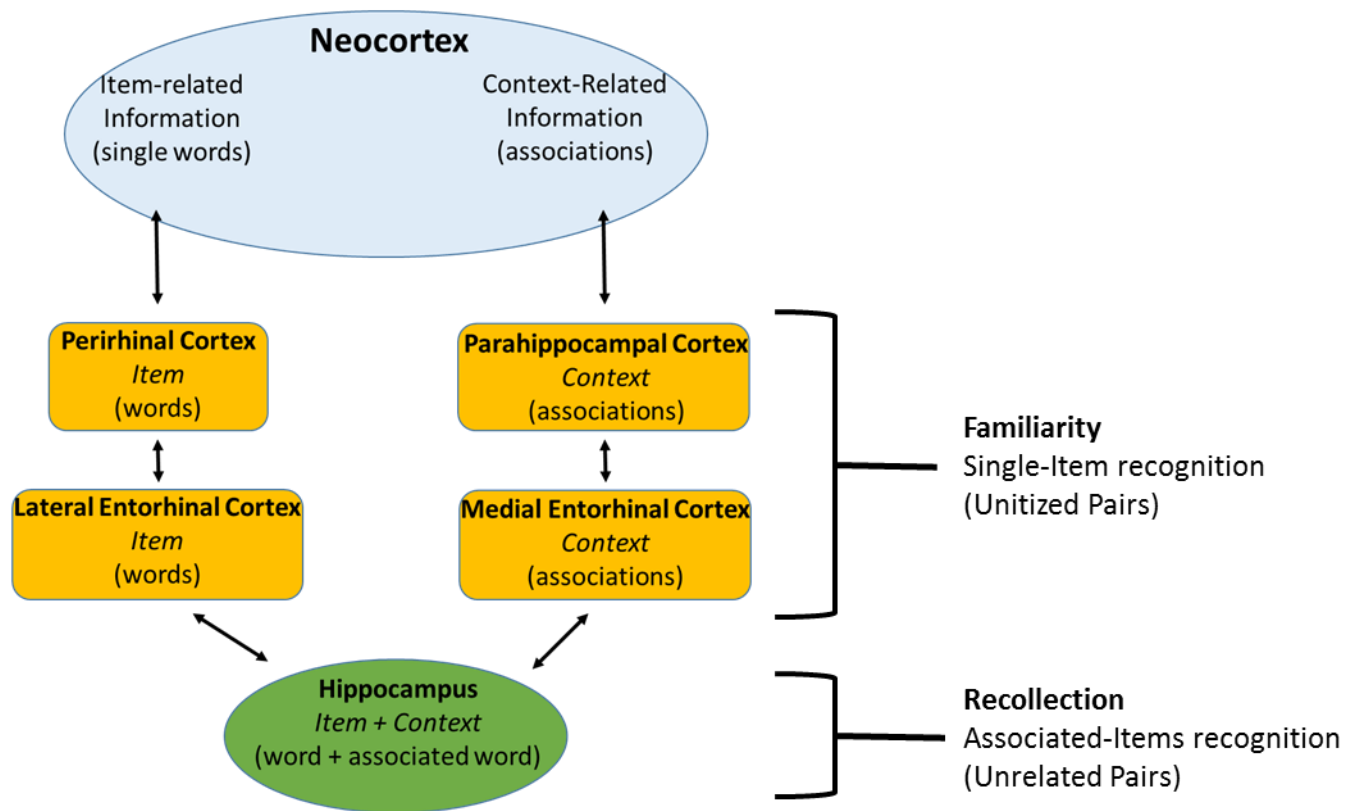 Neocortex
Item-related
Information
(single words)
Context-Related
Information
(associations)
Perirhinal Cortex
Item
(words)
Parahippocampal Cortex
Context
(associations)
Lateral Entorhinal Cortex
Item
(words)
Medial Entorhinal Cortex
Context
(associations)
Familiarity
Single-Item recognition
(Unitized Pairs)
Hippocampus
Item + Context
(word + associated word)
Recollection
Associated-Items recognition
(Unrelated Pairs)